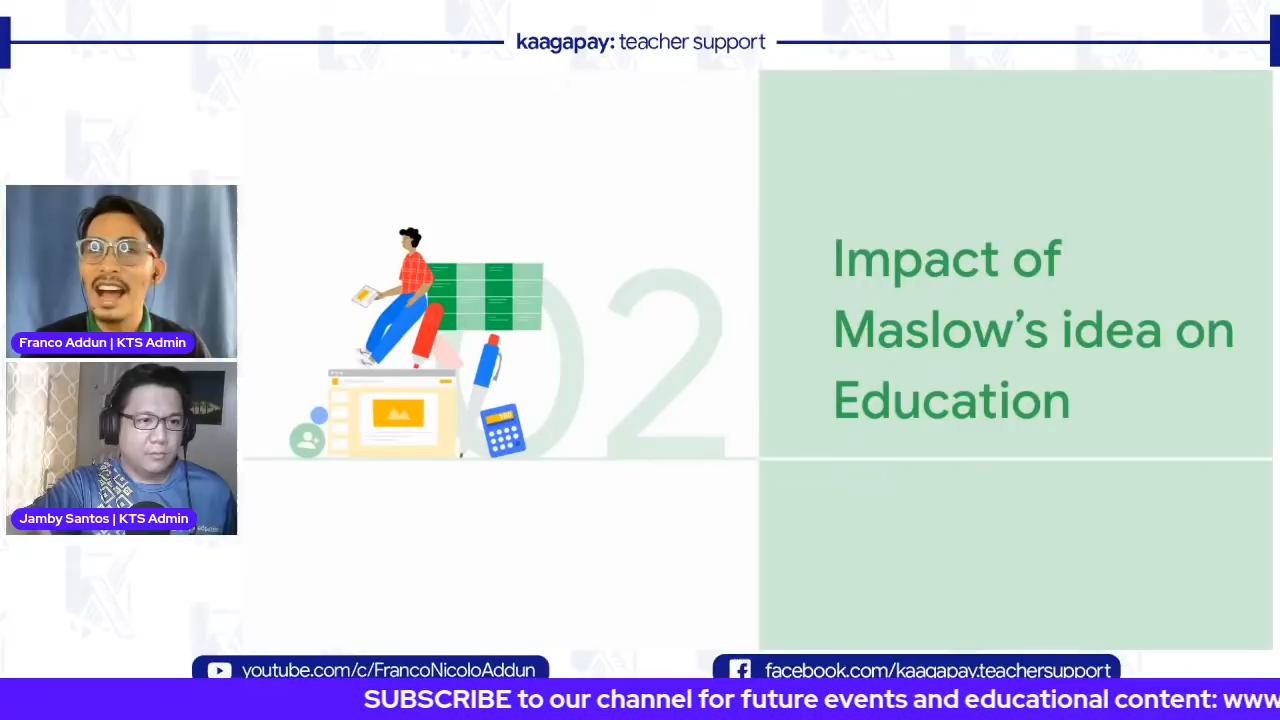 kaagapay: teacher support
Franco Addun | KTS Admin
Jamby Santos | KTS Admin
02
Impact of
Maslow's idea on
Education
youtube.com/c/FrancoNicoloAddun
facebook.com/kaagapay.teachersupport
SUBSCRIBE to our channel for future events and educational content: www